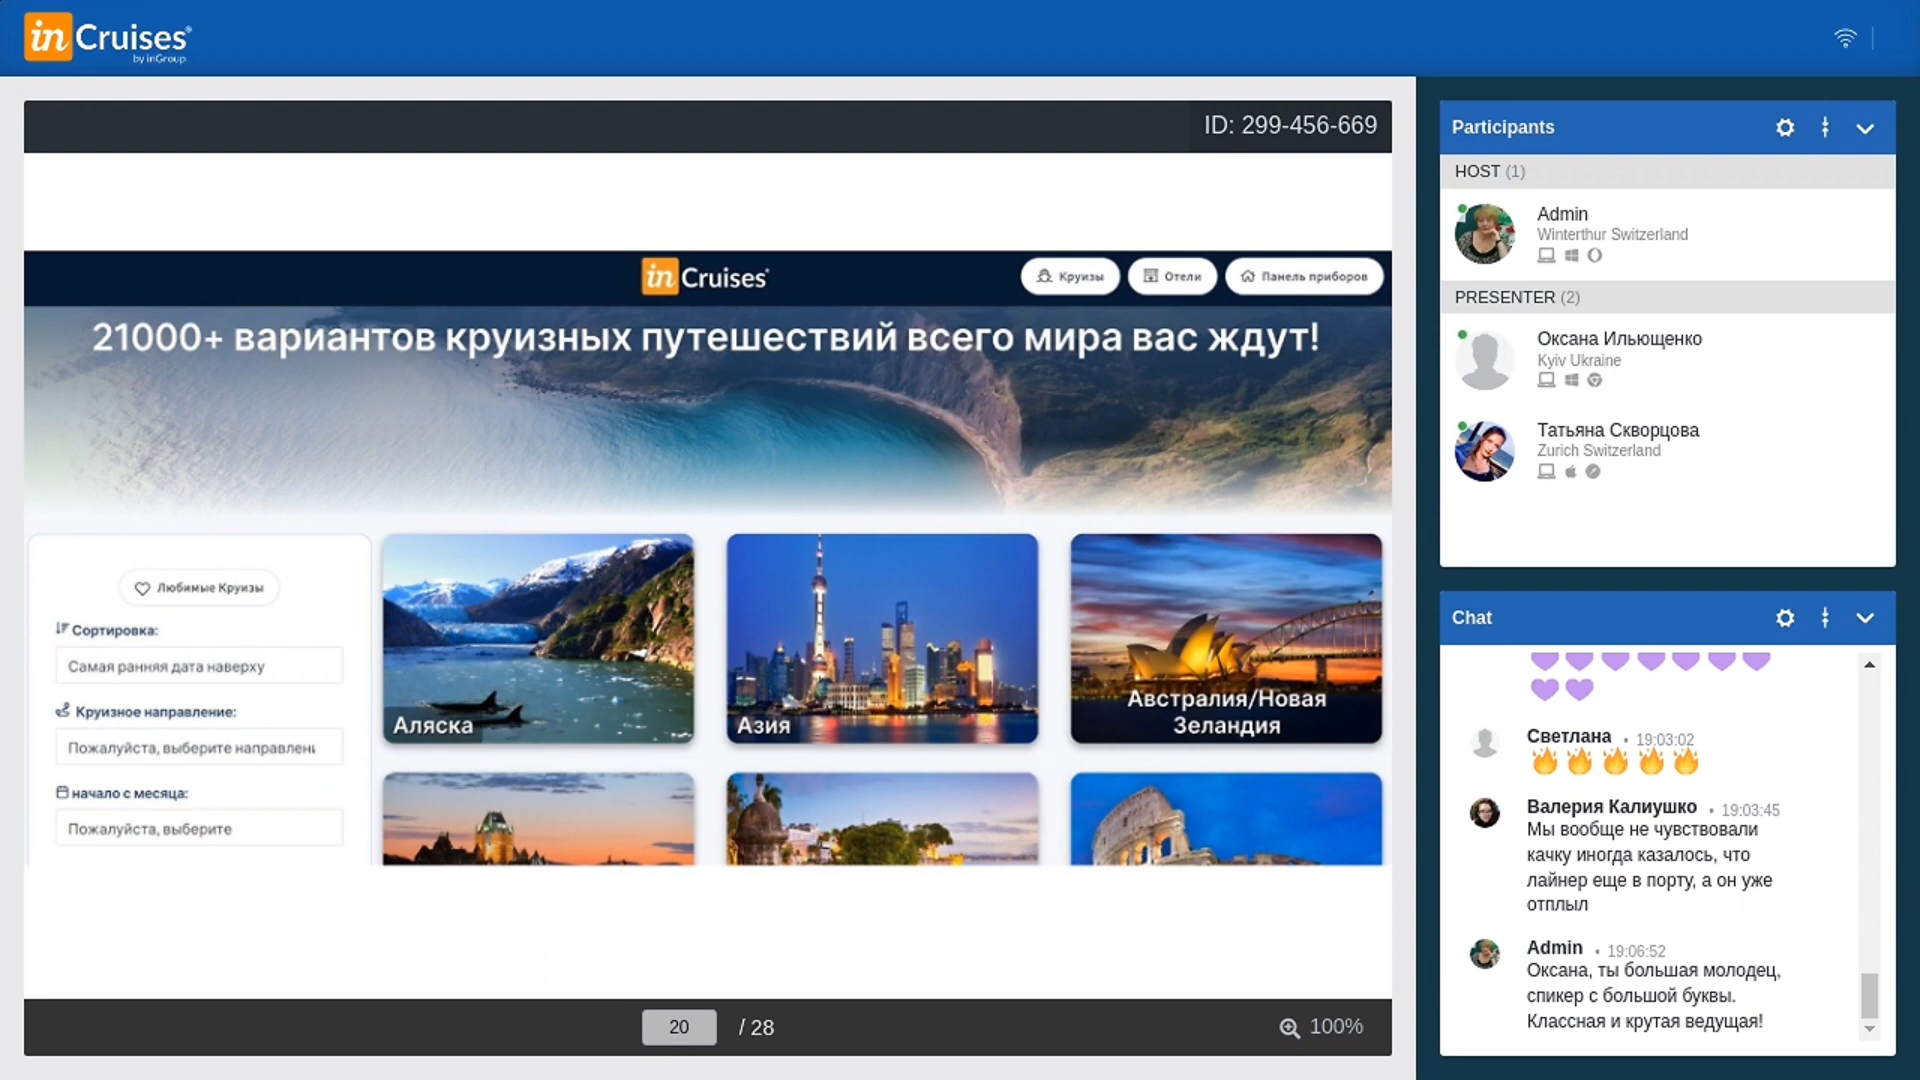 in Cruises®
by inGroup
ID: 299-456-669
in Cruises®
Круизы
Отели
Панель приборов
21000+ вариантов круизных путешествий всего мира вас ждут!
Любимые Круизы
Сортировка:
Самая ранняя дата наверху
Круизное направление:
Пожалуйста, выберите направлени
начало с месяца:
Пожалуйста, выберите
Аляска
Азия
Австралия/Новая
Зеландия
20 / 28
100%
Participants
HOST (1)
Admin
Winterthur Switzerland
PRESENTER (2)
Оксана Ильющенко
Kyiv Ukraine
Татьяна Скворцова
Zurich Switzerland
Chat
Светлана • 19:03:02
Валерия Калиушко • 19:03:45
Мы вообще не чувствовали
качку иногда казалось, что
лайнер еще в порту, а он уже
отплыл
Admin • 19:06:52
Оксана, ты большая молодец,
спикер с большой буквы.
Классная и крутая ведущая!